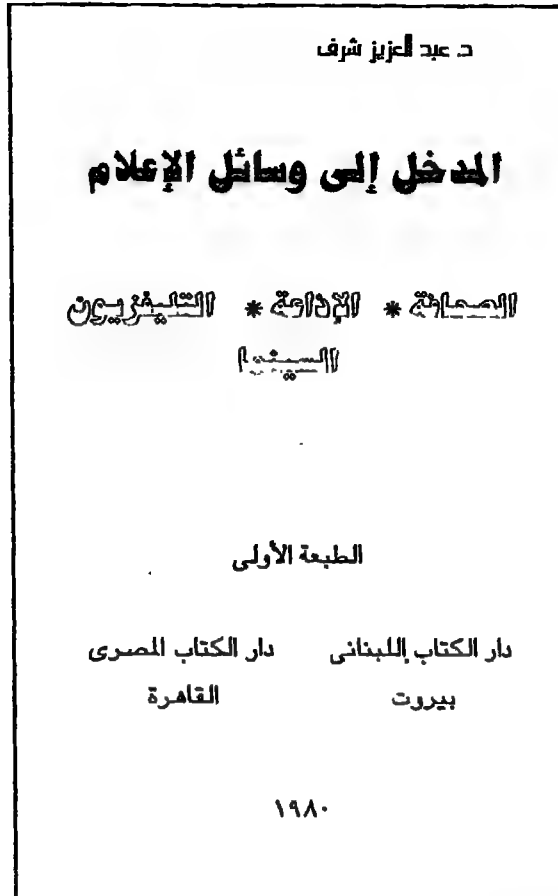 د. عبد العزيز شرف
المدخل إلى وسائل الإعلام
الصحافة * الإذاعة * التليفزيون
السينما
الطبعة الأولى
دار الكتاب اللبنانى دار الكتاب المصرى
بيروت القاهرة
١٩٨٠